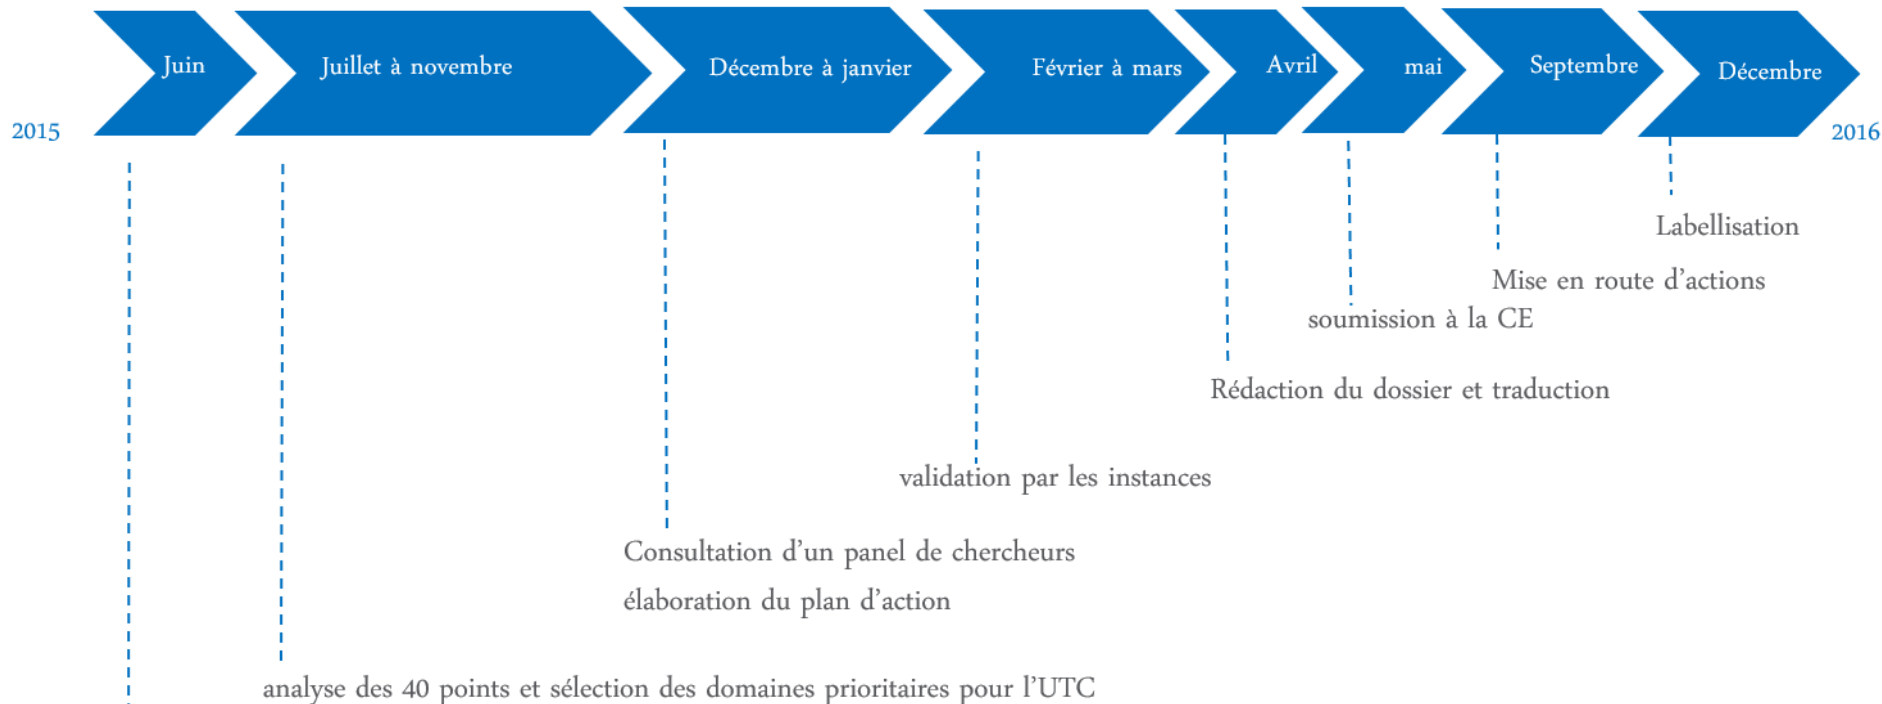 Juin
Juillet à novembre
Décembre à janvier
Février à mars
Avril
mai
Septembre
Décembre
2015
2016
Labellisation
Mise en route d’actions
soumission à la CE
Rédaction du dossier et traduction
validation par les instances
Consultation d’un panel de chercheurs
élaboration du plan d’action
analyse des 40 points et sélection des domaines prioritaires pour l’UTC